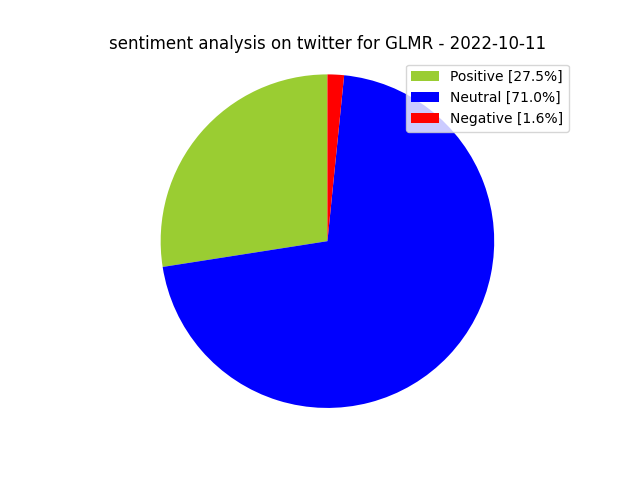 sentiment analysis on twitter for GLMR - 2022-10-11
Positive [27.5%]
Neutral [71.0%]
Negative [1.6%]